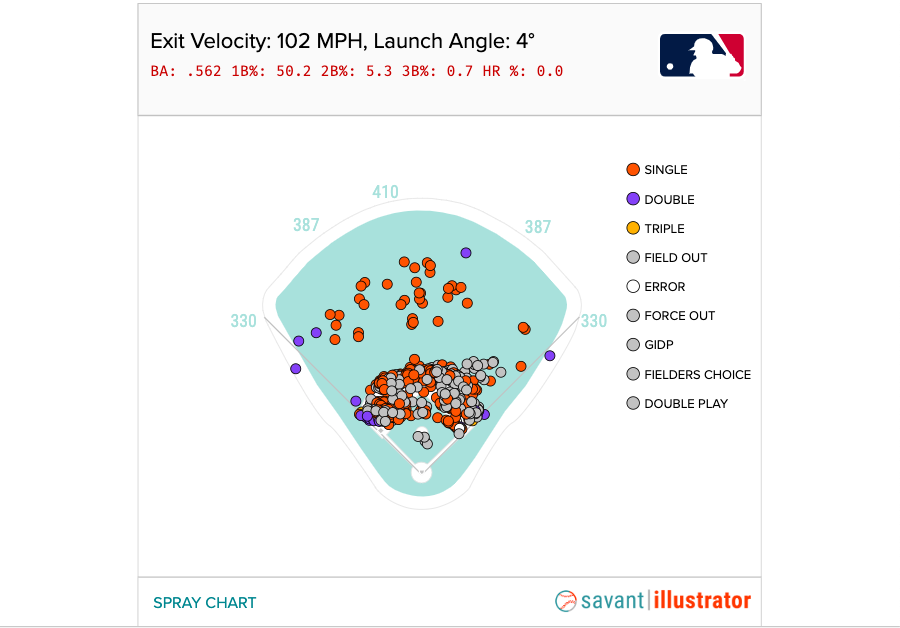 Exit Velocity: 102 MPH, Launch Angle: 4°
BA: .562 1B%: 50.2 2B%: 5.3 3B%: 0.7 HR %: 0.0
410
387
387
330
330
SINGLE
DOUBLE
TRIPLE
FIELD OUT
ERROR
FORCE OUT
GIDP
FIELDERS CHOICE
DOUBLE PLAY
SPRAY CHART
savant|illustrator